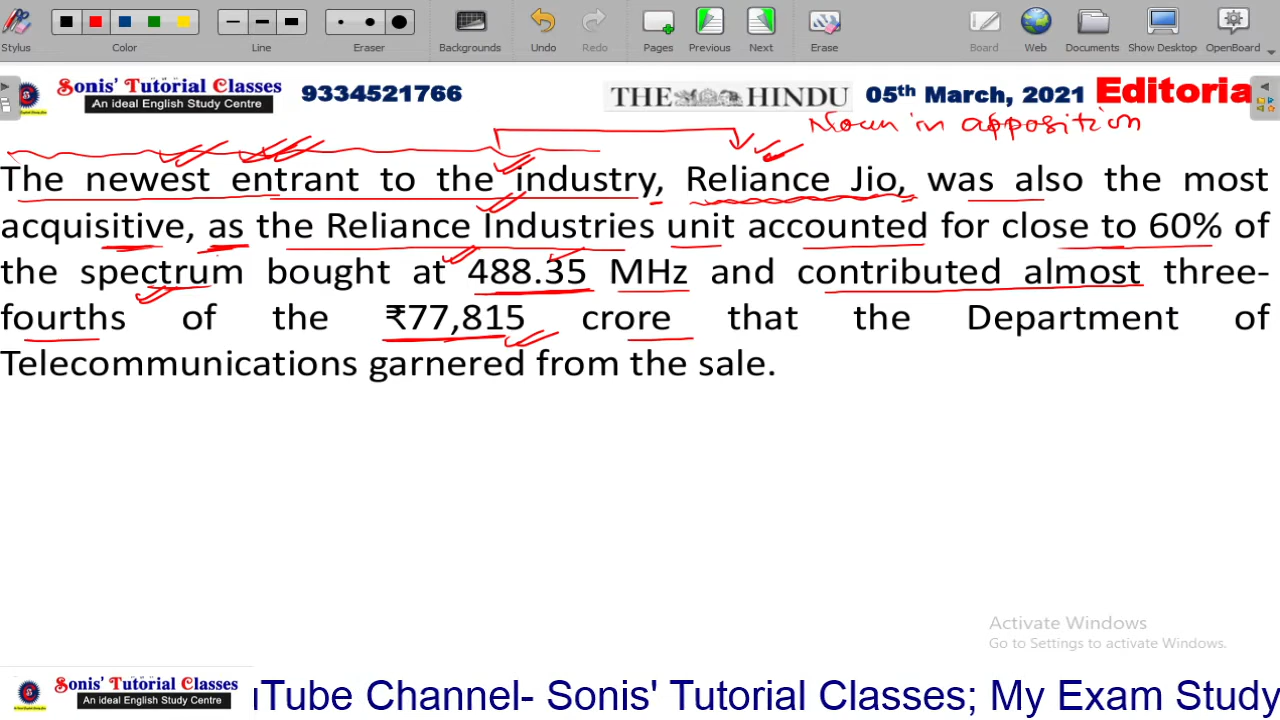 Stylus Color Line Eraser Backgrounds Undo Redo Pages Previous Next Erase Board Web Documents Show Desktop OpenBoard
Sonis' Tutorial Classes
An ideal English Study Centre
9334521766
THE HINDU
05th March, 2021
Editoria
Noun in apposition
The newest entrant to the industry, Reliance Jio, was also the most
acquisitive, as the Reliance Industries unit accounted for close to 60% of
the spectrum bought at 488.35 MHz and contributed almost three-
fourths of the ₹77,815 crore that the Department of
Telecommunications garnered from the sale.
Activate Windows
Go to Settings to activate Windows.
Sonis' Tutorial Classes
An ideal English Study Centre
uTube Channel- Sonis' Tutorial Classes; My Exam Study